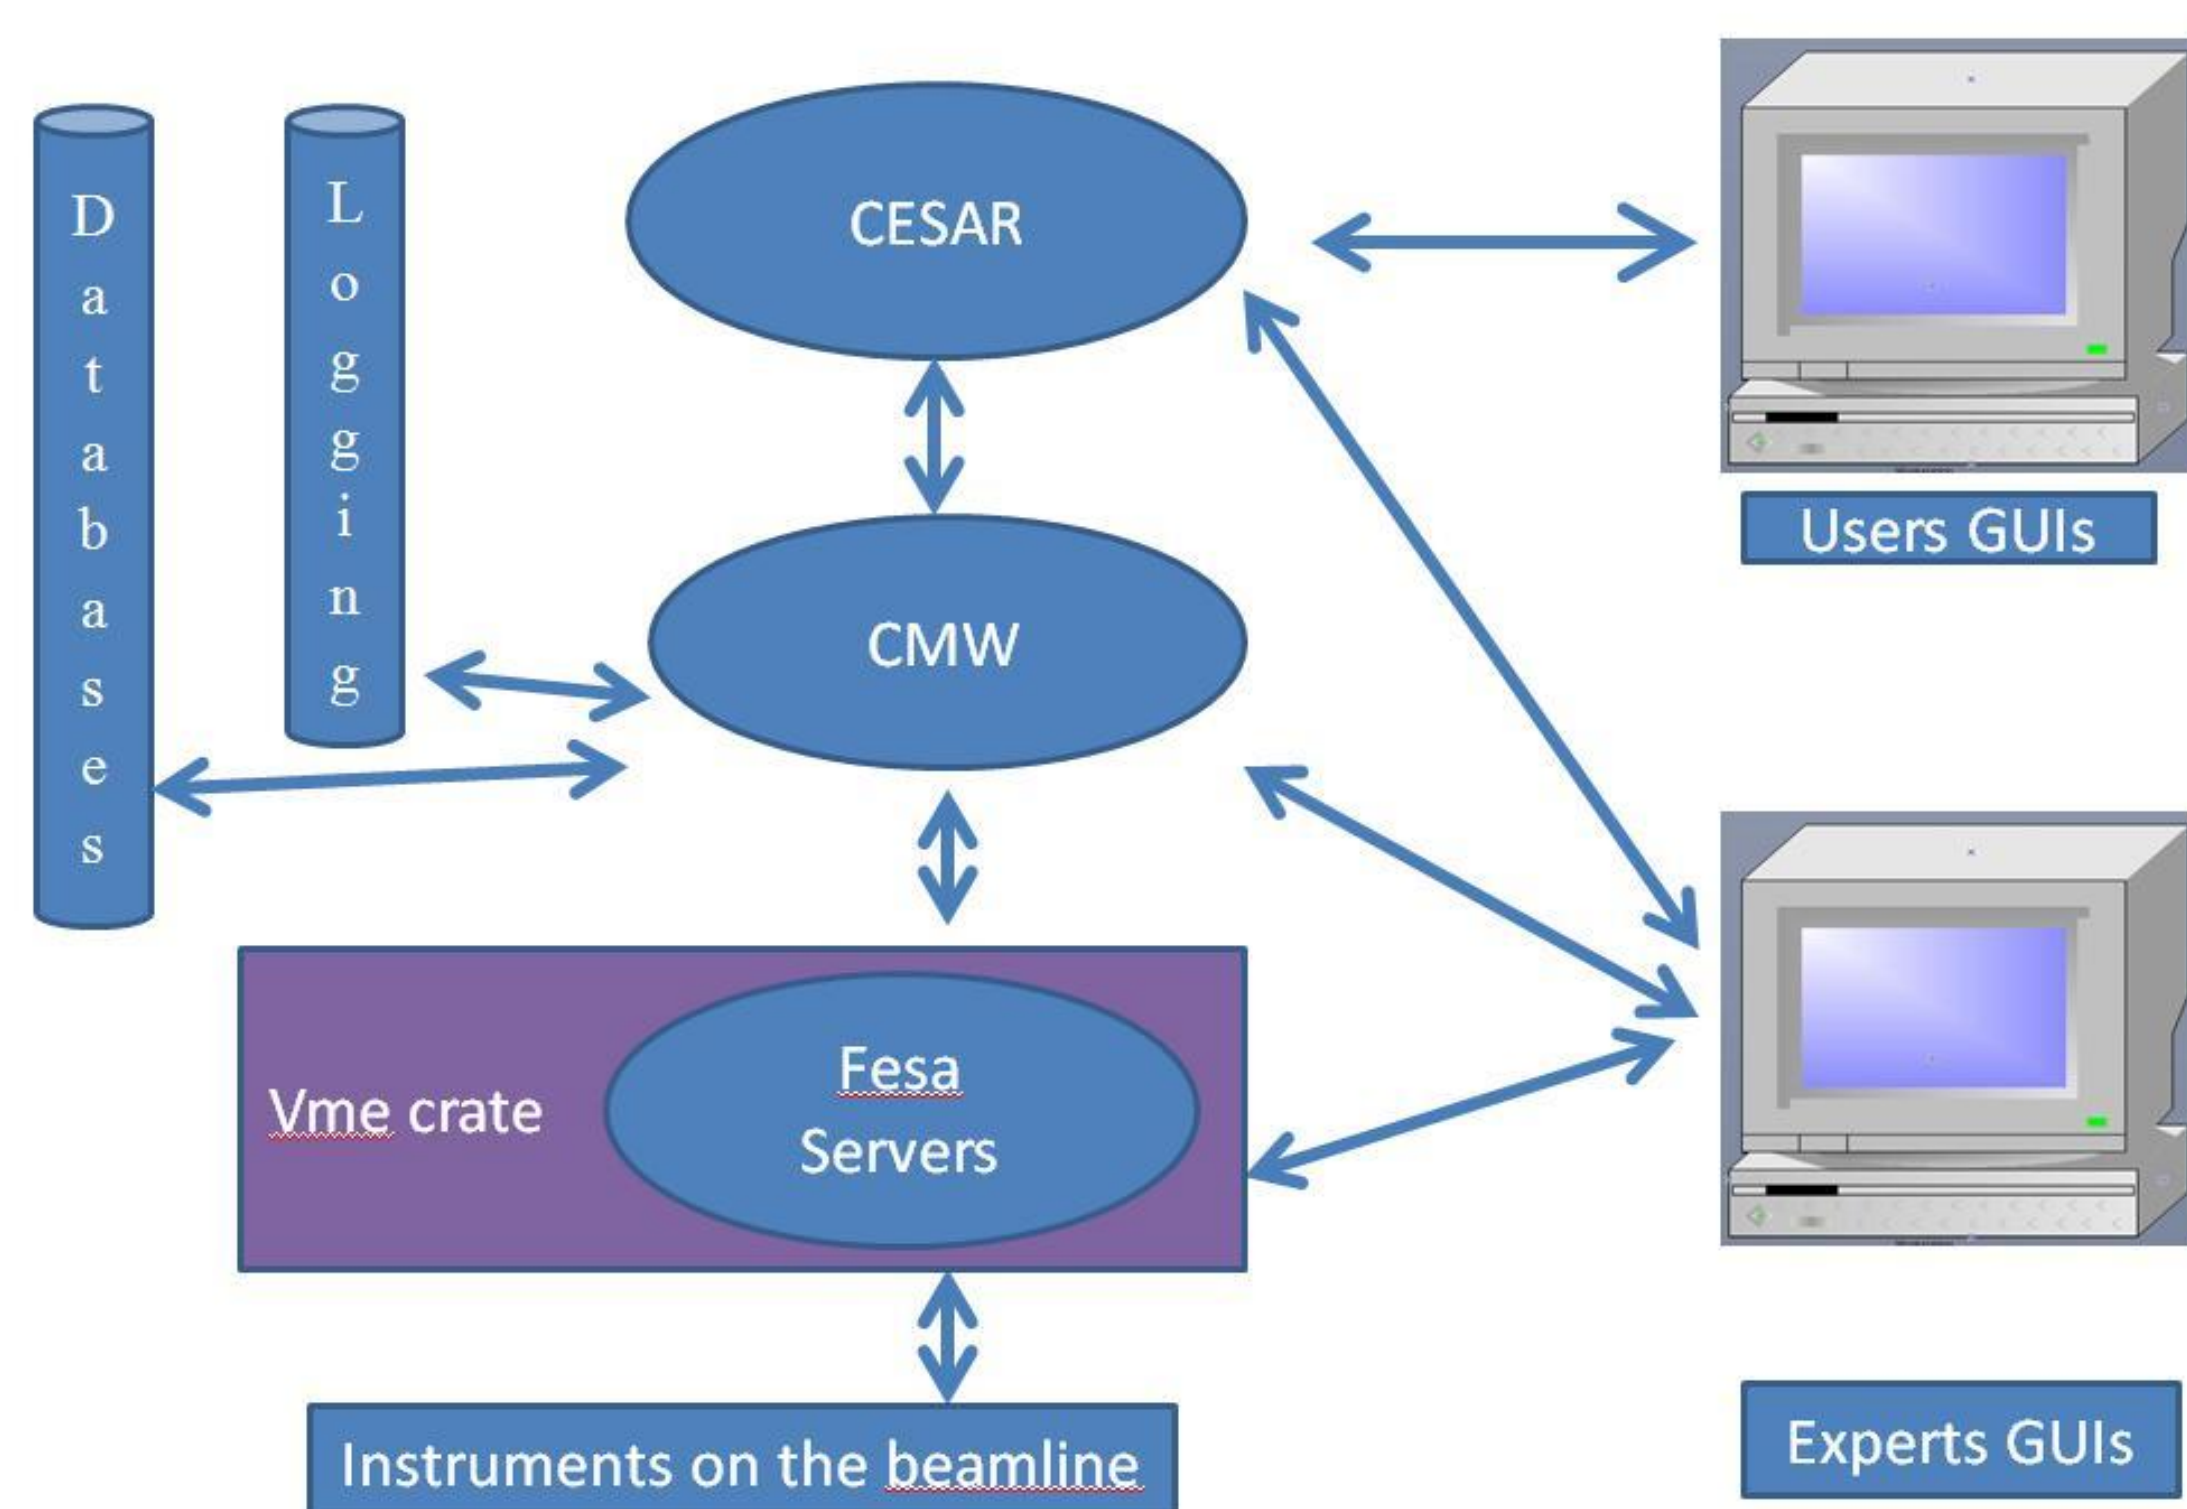 Databases
Logging
CESAR
Users GUIs
CMW
Vme crate
Fesa
Servers
Instruments on the beamline
Experts GUIs